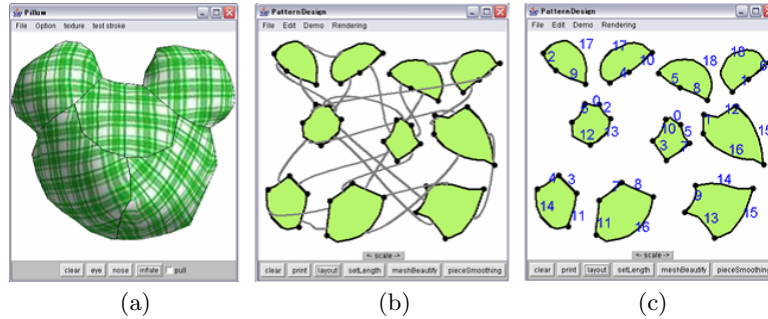 Pillow
File Option texture test stroke
clear eye nose inflate pull
(a)
PatternDesign
File Edit Demo Rendering
<- scale ->
clear print layout setLength meshBeautify pieceSmoothing
(b)
PatternDesign
File Edit Demo Rendering
17 17 18 18
2 9 10 4 5 8 1 6
0 2 12 13
0 10 5 3 7
12 1 15 16
4 3 14 11
7 8 11 16
14 9 13 15
<- scale ->
clear print layout setLength meshBeautify pieceSmoothing
(c)